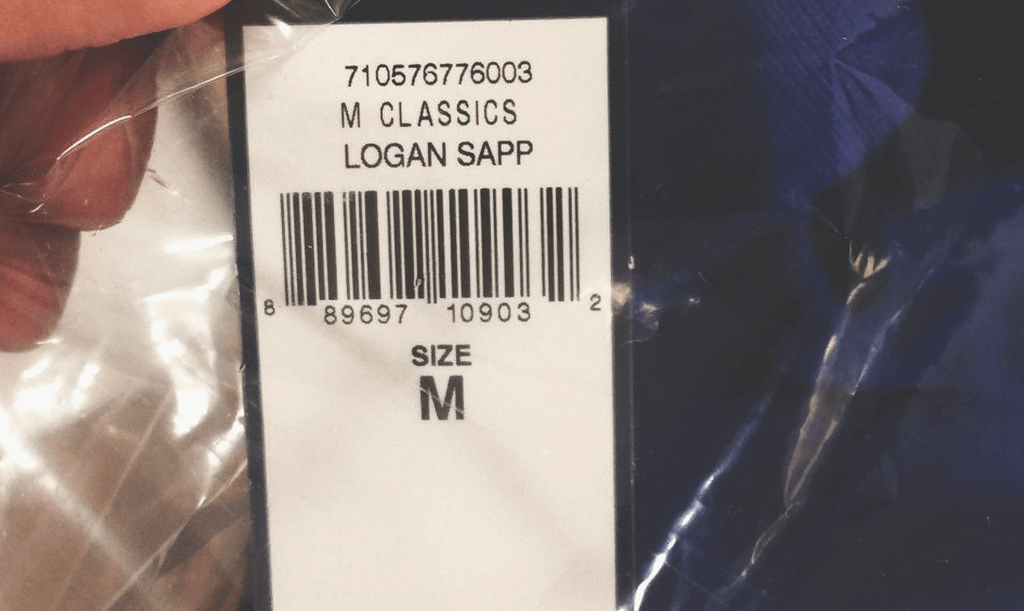 710576776003
M CLASSICS
LOGAN SAPP
8 89697 10903 2
SIZE
M